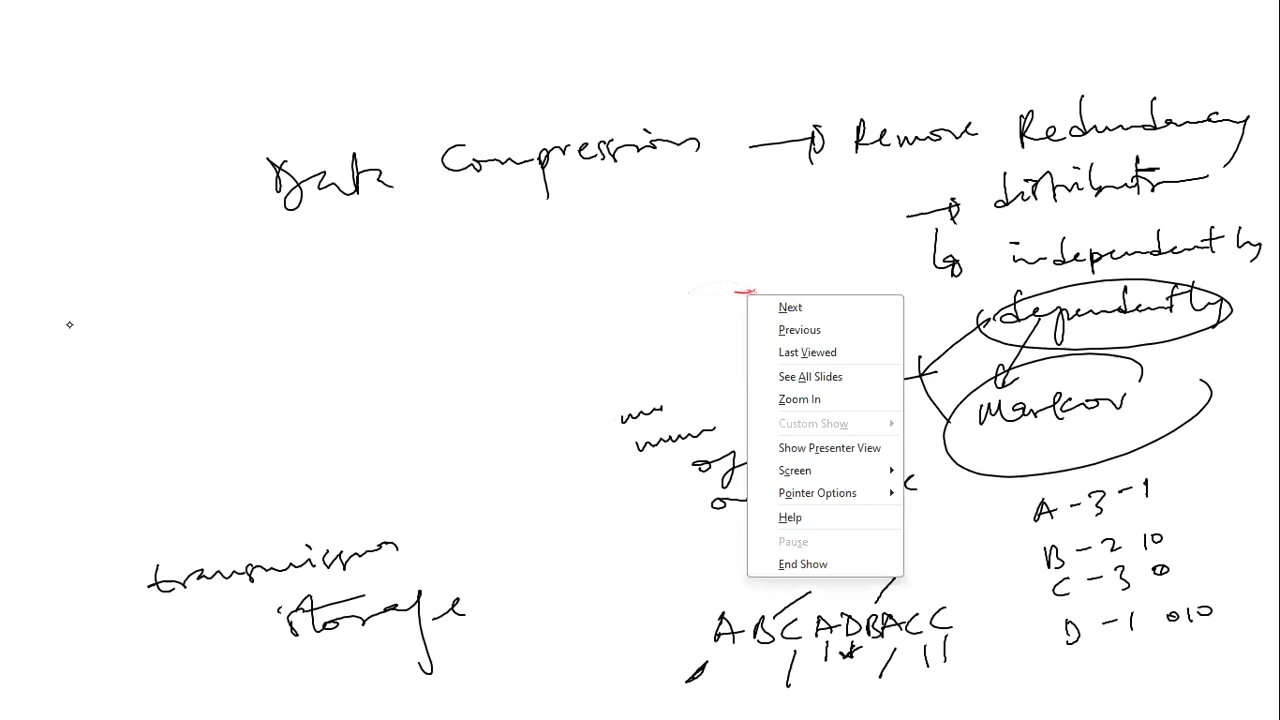 Data Compression → Remove Redundancy
→ distribution
↳ independently
dependently
Markov
Next
Previous
Last Viewed
See All Slides
Zoom In
Custom Show
Show Presenter View
Screen
Pointer Options
Help
Pause
End Show
of
c
A - 3 - 1
B - 2 10
C - 3 0
D - 1 010
transmission
storage
A B C A D B A C C